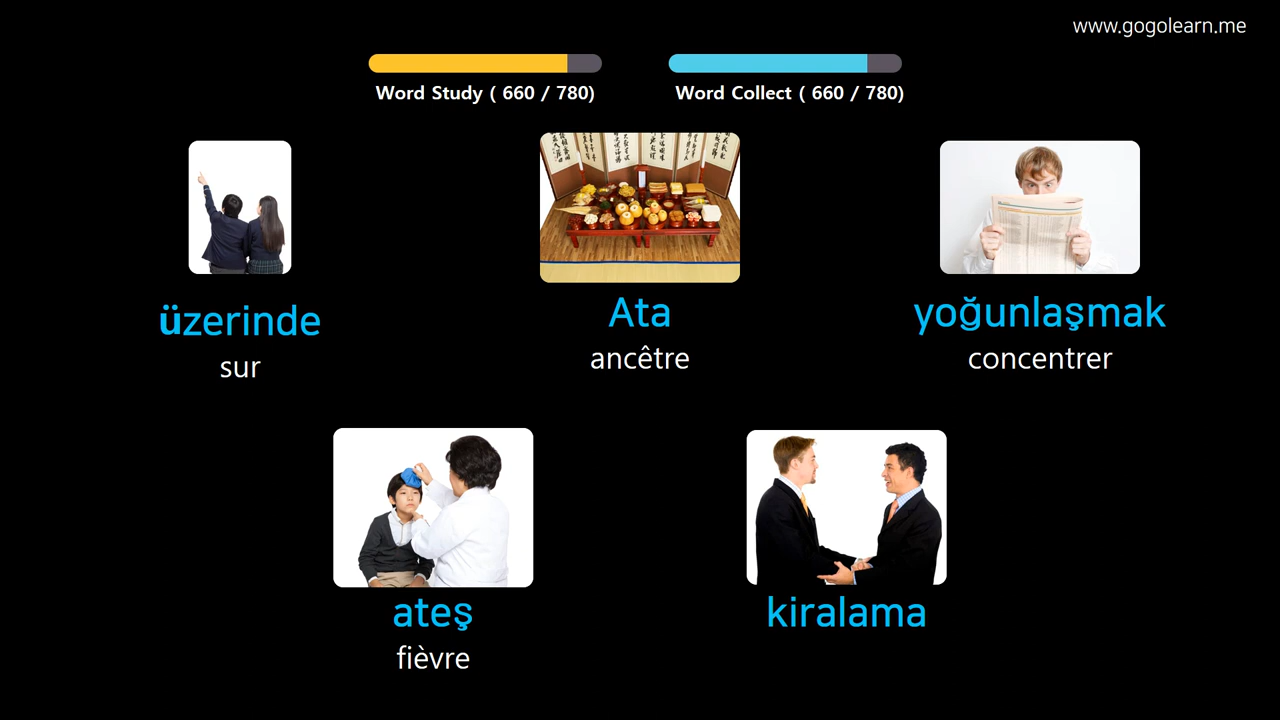 www.gogolearn.me
Word Study ( 660 / 780)
Word Collect ( 660 / 780)
üzerinde
sur
Ata
ancêtre
yoğunlaşmak
concentrer
ateş
fièvre
kiralama